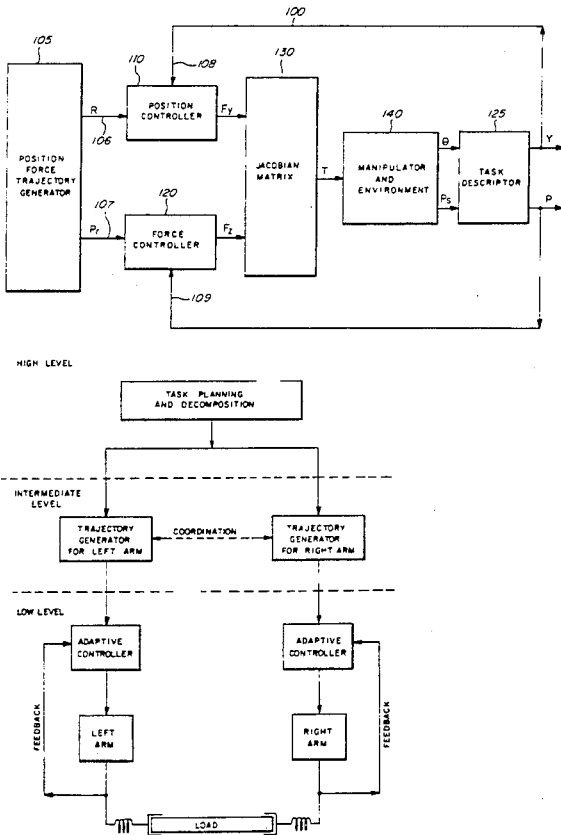 100
105
110
108
130
R
106
POSITION
CONTROLLER
Fy
140
125
POSITION
FORCE
TRAJECTORY
GENERATOR
JACOBIAN
MATRIX
T
MANIPULATOR
AND
ENVIRONMENT
θ
Ps
TASK
DESCRIPTOR
Y
P
107
120
Pr
FORCE
CONTROLLER
Fz
109
HIGH LEVEL
TASK PLANNING
AND DECOMPOSITION
INTERMEDIATE
LEVEL
TRAJECTORY
GENERATOR
FOR LEFT ARM
COORDINATION
TRAJECTORY
GENERATOR
FOR RIGHT ARM
LOW LEVEL
ADAPTIVE
CONTROLLER
ADAPTIVE
CONTROLLER
FEEDBACK
LEFT
ARM
RIGHT
ARM
FEEDBACK
LOAD